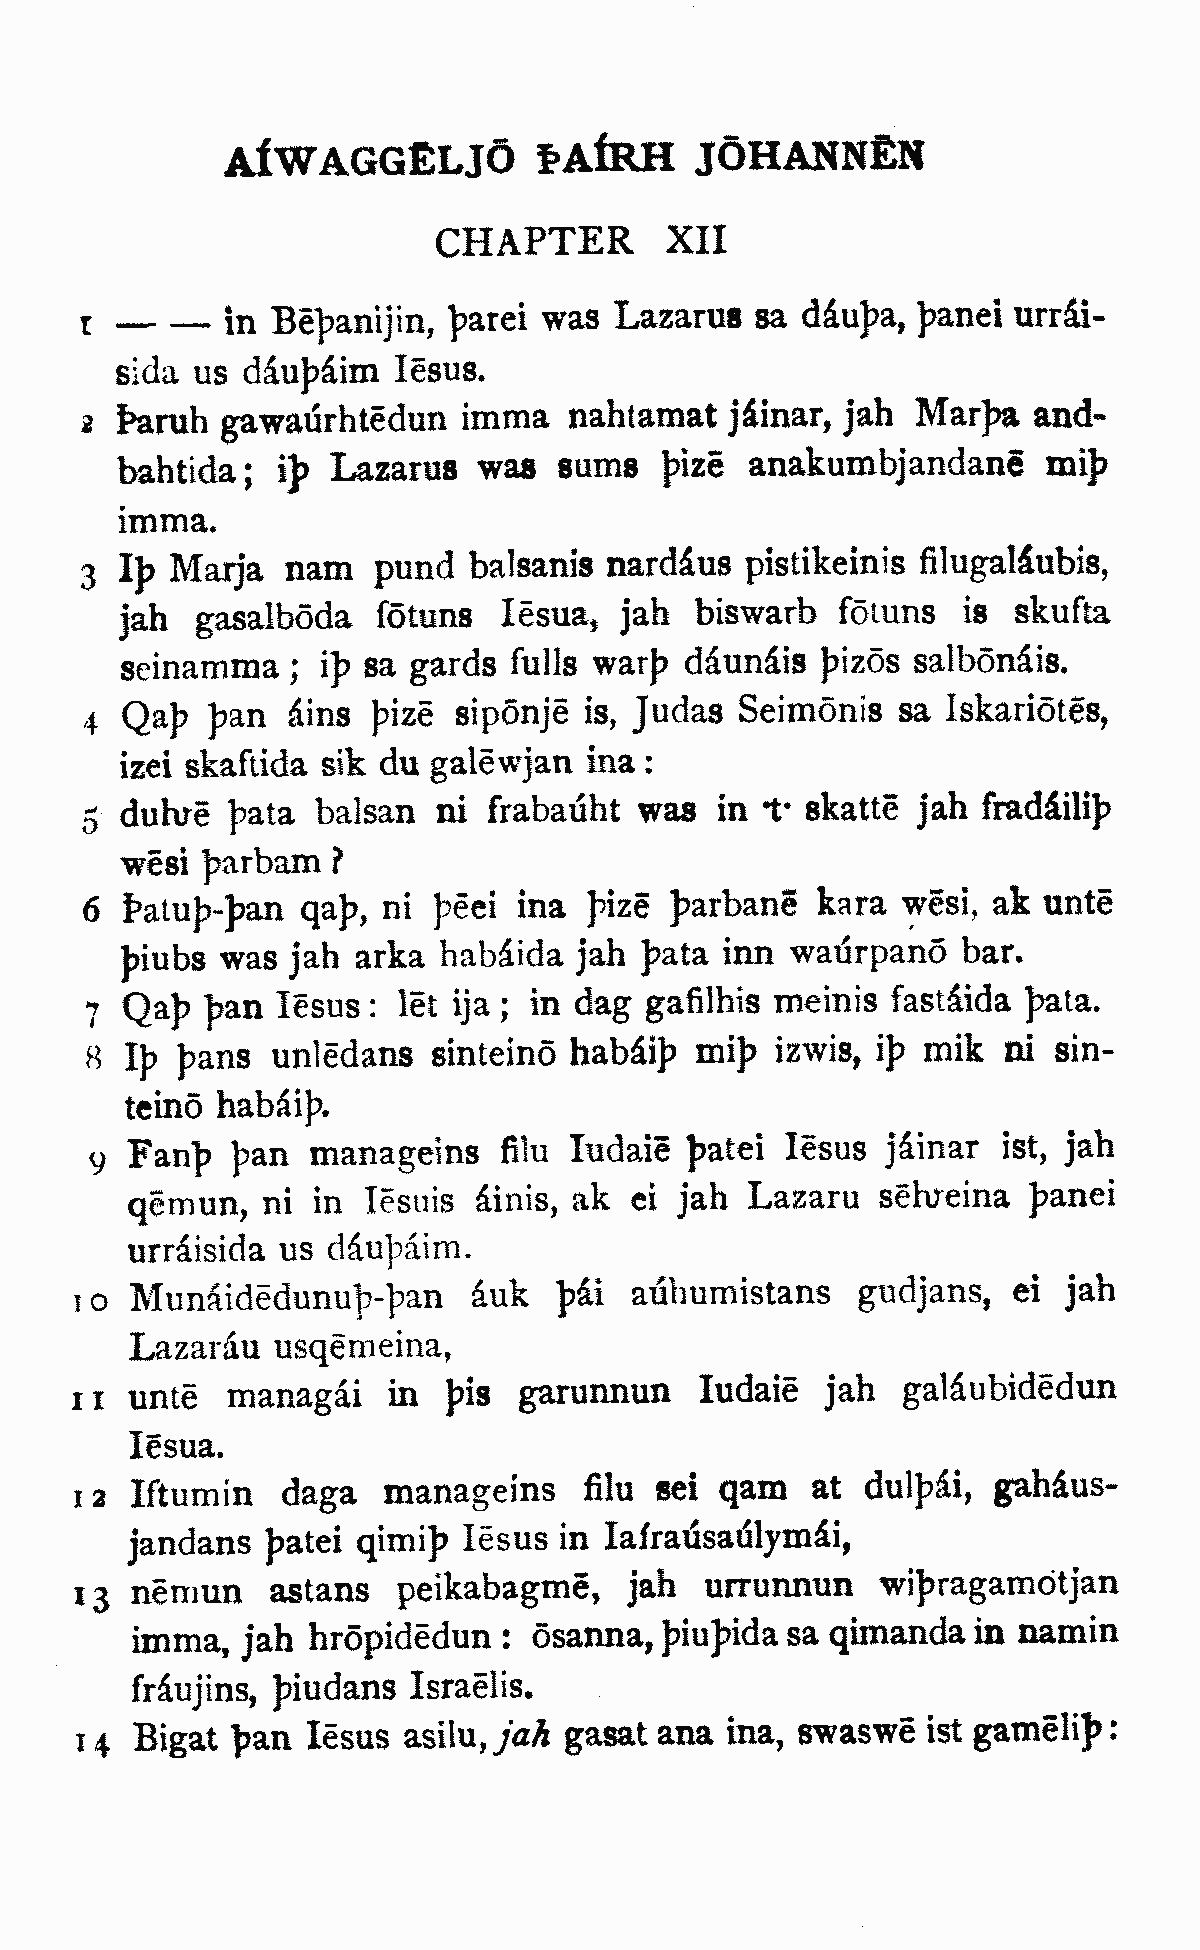 AÍWAGGĒLJŌ ÞAÍRH JŌHANNĒN
CHAPTER XII
1 — — in Bēþanijin, þarei was Lazarus sa dáuþa, þanei urrái-
sida us dáuþáim Iēsus.
2 Þaruh gawaúrhtēdun imma nahtamat jáinar, jah Marþa and-
bahtida; iþ Lazarus was sums þizē anakumbjandanē miþ
imma.
3 Iþ Marja nam pund balsanis nardáus pistikeinis filugaláubis,
jah gasalbōda fōtuns Iēsua, jah biswarb fōtuns is skufta
seinamma; iþ sa gards fulls warþ dáunáis þizōs salbōnáis.
4 Qaþ þan áins þizē sipōnjē is, Judas Seimōnis sa Iskariōtēs,
izei skaftida sik du galēwjan ina:
5 duƕē þata balsan ni frabaúht was in ·t· skattē jah fradáiliþ
wēsi þarbam?
6 Þatuþ-þan qaþ, ni þēei ina þizē þarbanē kara wēsi, ak untē
þiubs was jah arka habáida jah þata inn waúrpanō bar.
7 Qaþ þan Iēsus: lēt ija; in dag gafilhis meinis fastáida þata.
8 Iþ þans unlēdans sinteinō habáiþ miþ izwis, iþ mik ni sin-
teinō habáiþ.
9 Fanþ þan manageins filu Iudaiē þatei Iēsus jáinar ist, jah
qēmun, ni in Iēsuis áinis, ak ei jah Lazaru sēƕeina þanei
urráisida us dáuþáim.
10 Munáidēdunuþ-þan áuk þái aúhumistans gudjans, ei jah
Lazaráu usqēmeina,
11 untē managái in þis garunnun Iudaiē jah galáubidēdun
Iēsua.
12 Iftumin daga manageins filu sei qam at dulþái, gaháus-
jandans þatei qimiþ Iēsus in Iaíraúsaúlymái,
13 nēmun astans peikabagmē, jah urrunnun wiþragamōtjan
imma, jah hrōpidēdun: ōsanna, þiuþida sa qimanda in namin
fráujins, þiudans Israēlis.
14 Bigat þan Iēsus asilu, jah gasat ana ina, swaswē ist gamēliþ: